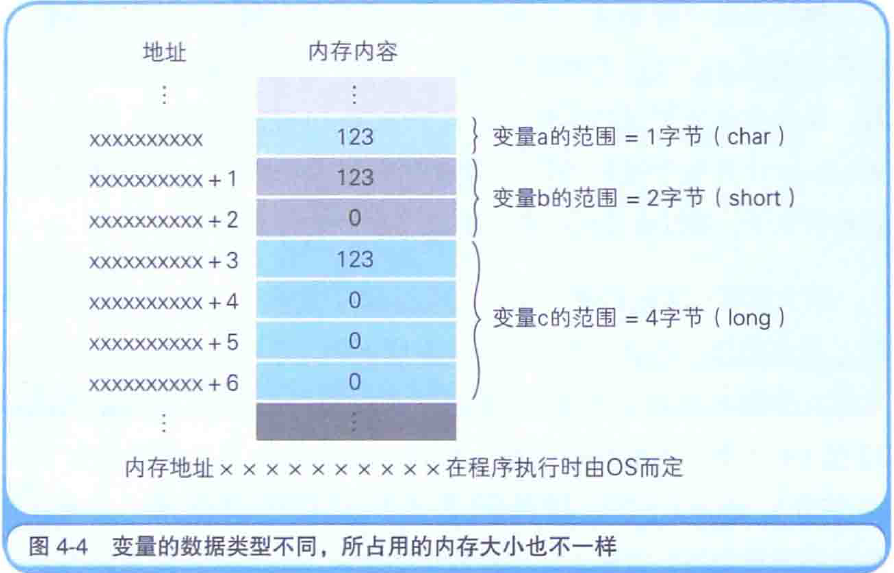 地址 内存内容
⋮ ⋮
xxxxxxxxxx 123 变量a的范围 = 1字节（char）
xxxxxxxxxx + 1 123
变量b的范围 = 2字节（short）
xxxxxxxxxx + 2 0
xxxxxxxxxx + 3 123
xxxxxxxxxx + 4 0
变量c的范围 = 4字节（long）
xxxxxxxxxx + 5 0
xxxxxxxxxx + 6 0
⋮ ⋮
内存地址××××××××××在程序执行时由OS而定
图 4-4 变量的数据类型不同，所占用的内存大小也不一样